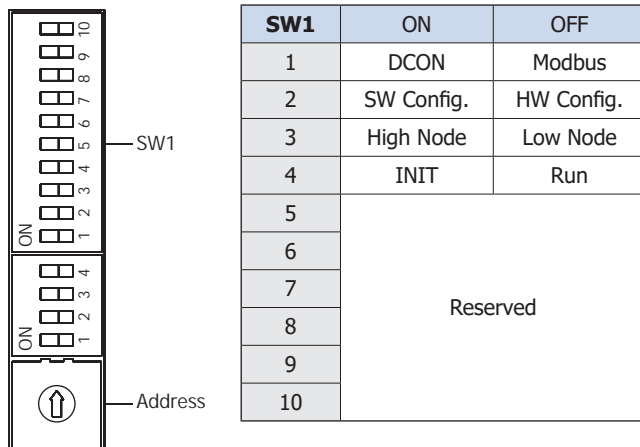 10
9
8
7
6
5
4
3
2
1
ON
SW1
4
3
2
1
ON
Address
SW1 ON OFF
1 DCON Modbus
2 SW Config. HW Config.
3 High Node Low Node
4 INIT Run
5
6
7
8
9
10
Reserved